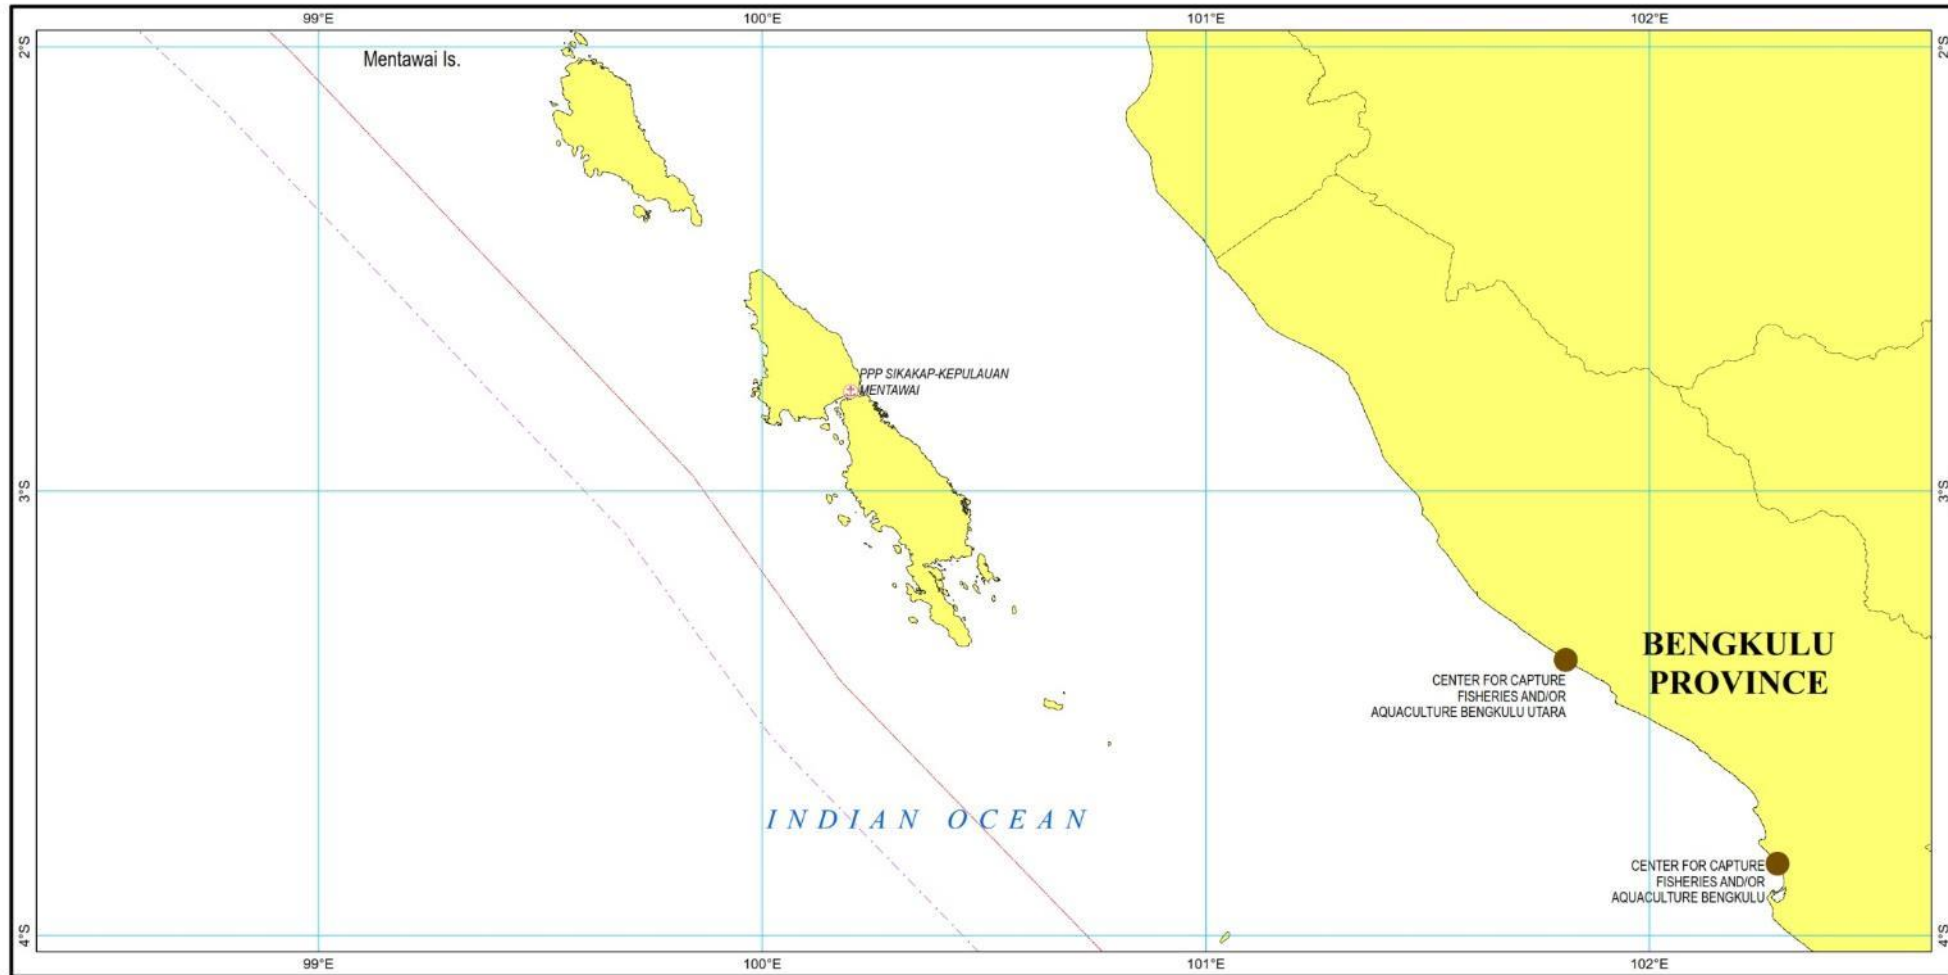 99°E 100°E 101°E 102°E
2°S 2°S
Mentawai Is.
PPP SIKAKAP-KEPULAUAN
MENTAWAI
3°S 3°S
BENGKULU
PROVINCE
CENTER FOR CAPTURE
FISHERIES AND/OR
AQUACULTURE BENGKULU UTARA
INDIAN OCEAN
CENTER FOR CAPTURE
FISHERIES AND/OR
AQUACULTURE BENGKULU
4°S 4°S
99°E 100°E 101°E 102°E